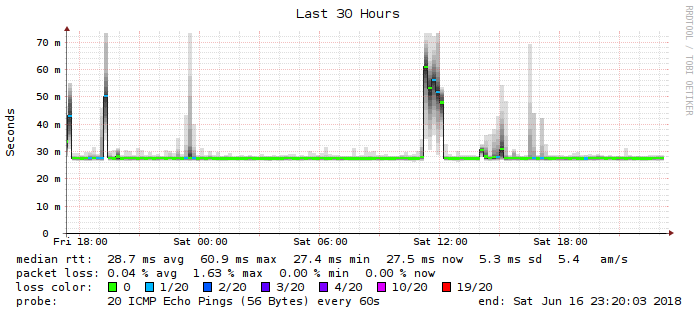 Last 30 Hours
RRDTOOL / TOBI OETIKER
Seconds
70 m
60 m
50 m
40 m
30 m
20 m
10 m
0
Fri 18:00 Sat 00:00 Sat 06:00 Sat 12:00 Sat 18:00
median rtt: 28.7 ms avg 60.9 ms max 27.4 ms min 27.5 ms now 5.3 ms sd 5.4 am/s
packet loss: 0.04 % avg 1.63 % max 0.00 % min 0.00 % now
loss color: 0 1/20 2/20 3/20 4/20 10/20 19/20
probe: 20 ICMP Echo Pings (56 Bytes) every 60s end: Sat Jun 16 23:20:03 2018